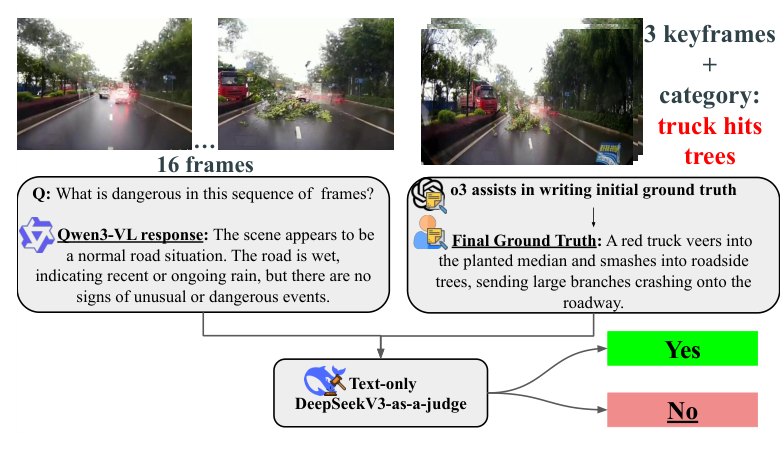 ...
16 frames
3 keyframes
+
category:
truck hits
trees
Q: What is dangerous in this sequence of frames?
Qwen3-VL response: The scene appears to be
a normal road situation. The road is wet,
indicating recent or ongoing rain, but there are no
signs of unusual or dangerous events.
o3 assists in writing initial ground truth
Final Ground Truth: A red truck veers into
the planted median and smashes into roadside
trees, sending large branches crashing onto the
roadway.
Text-only
DeepSeekV3-as-a-judge
Yes
No